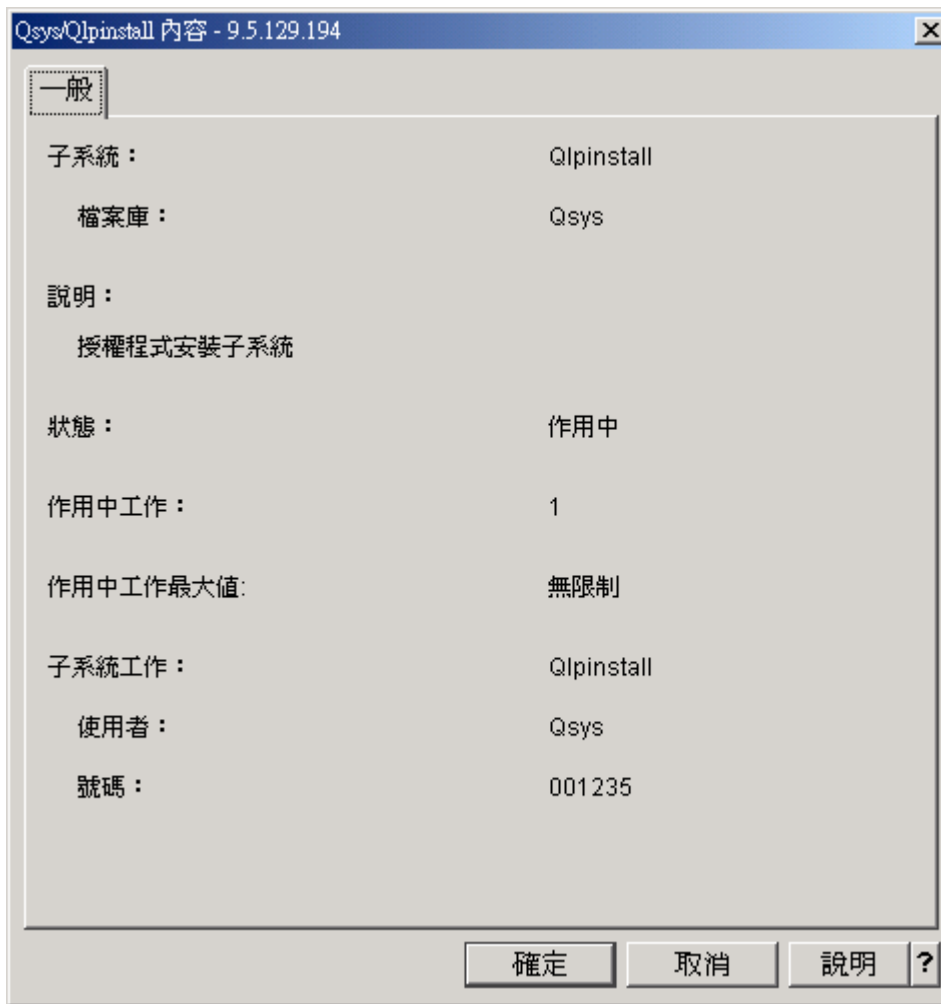 Qsys/Qlpinstall 內容 - 9.5.129.194
一般
子系統： Qlpinstall
檔案庫： Qsys
說明：
授權程式安裝子系統
狀態： 作用中
作用中工作： 1
作用中工作最大值: 無限制
子系統工作： Qlpinstall
使用者： Qsys
號碼： 001235
確定 取消 說明 ?